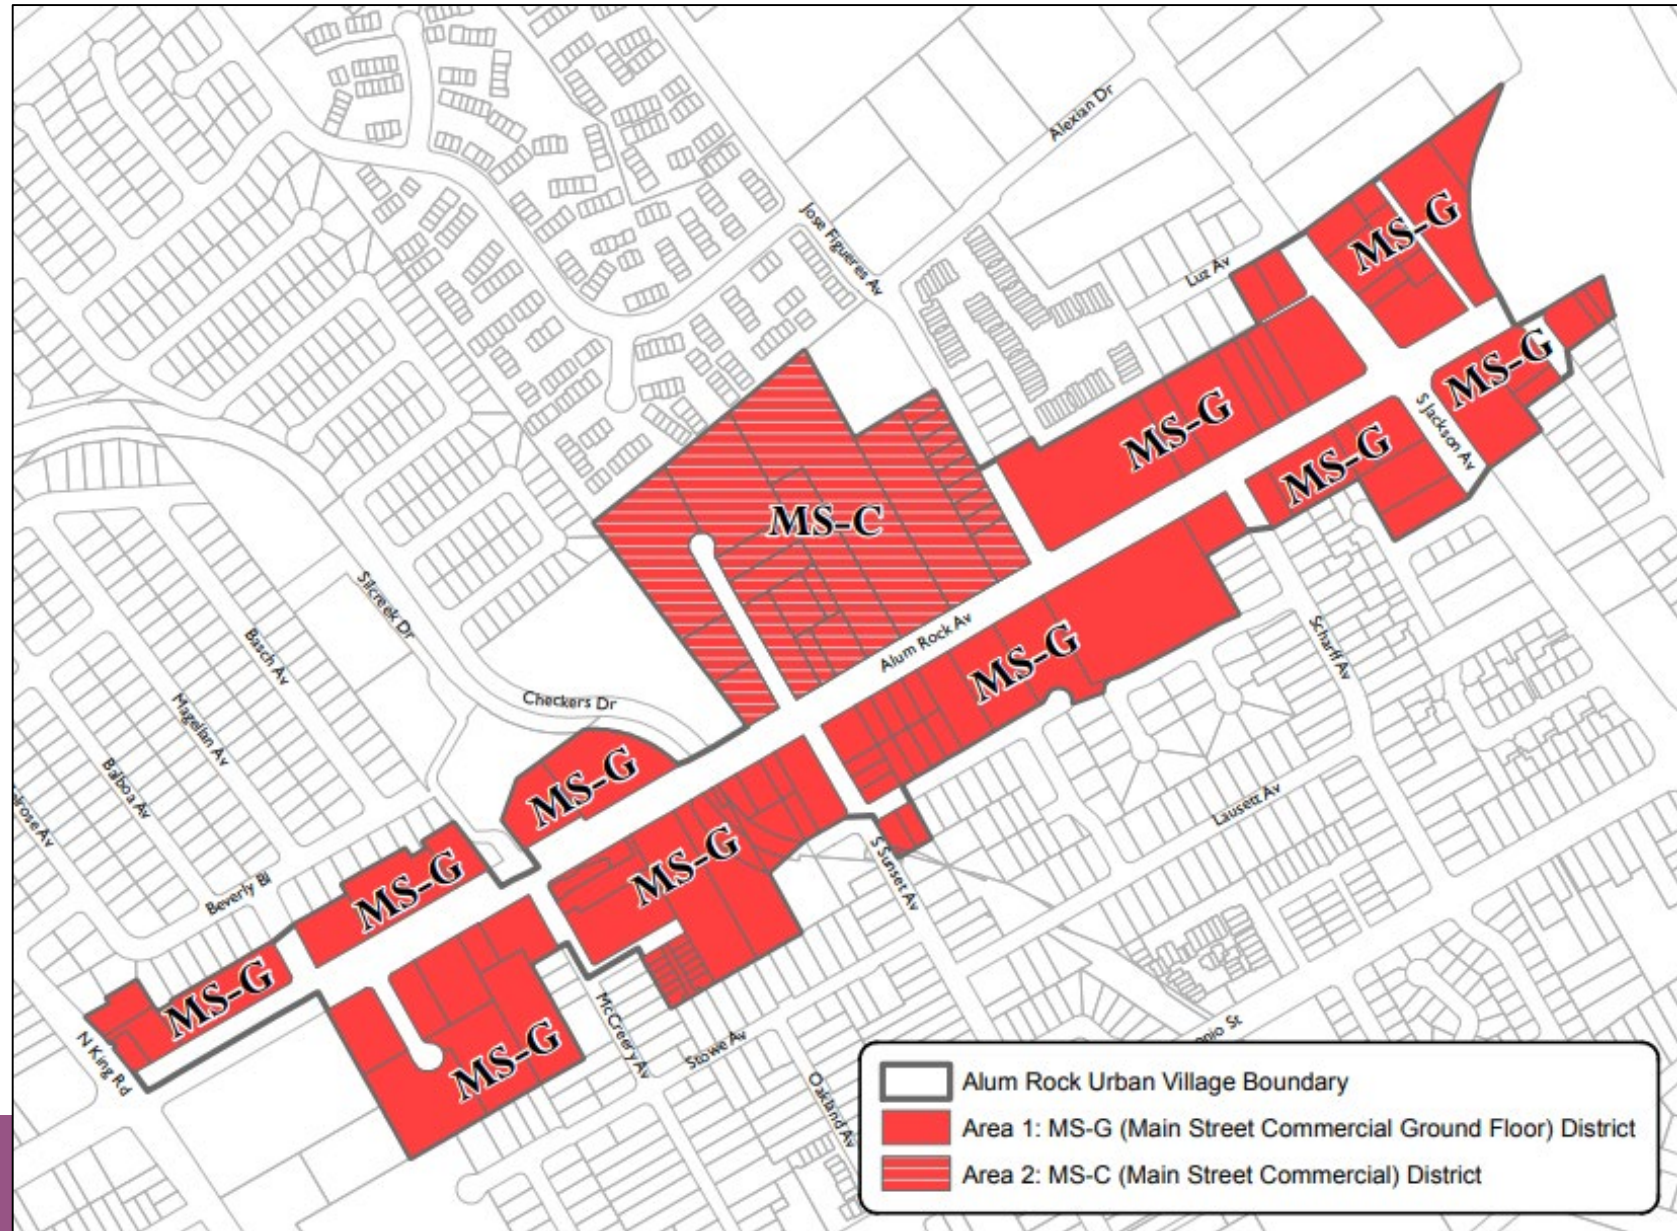 Alexian Dr
Jose Figueres Av
Luz Av
MS-G
MS-G
MS-G
MS-G
S Jackson Av
MS-C
Silcreek Dr
Basch Av
Alum Rock Av
MS-G
Scharff Av
Checkers Dr
Magellan Av
Balboa Av
MS-G
Lausett Av
MS-G
MS-G
S Sunset Av
Beverly Bl
MS-G
N King Rd
McCreery Av
MS-G
Stowe Av
Oakland Av
Alum Rock Urban Village Boundary
Area 1: MS-G (Main Street Commercial Ground Floor) District
Area 2: MS-C (Main Street Commercial) District